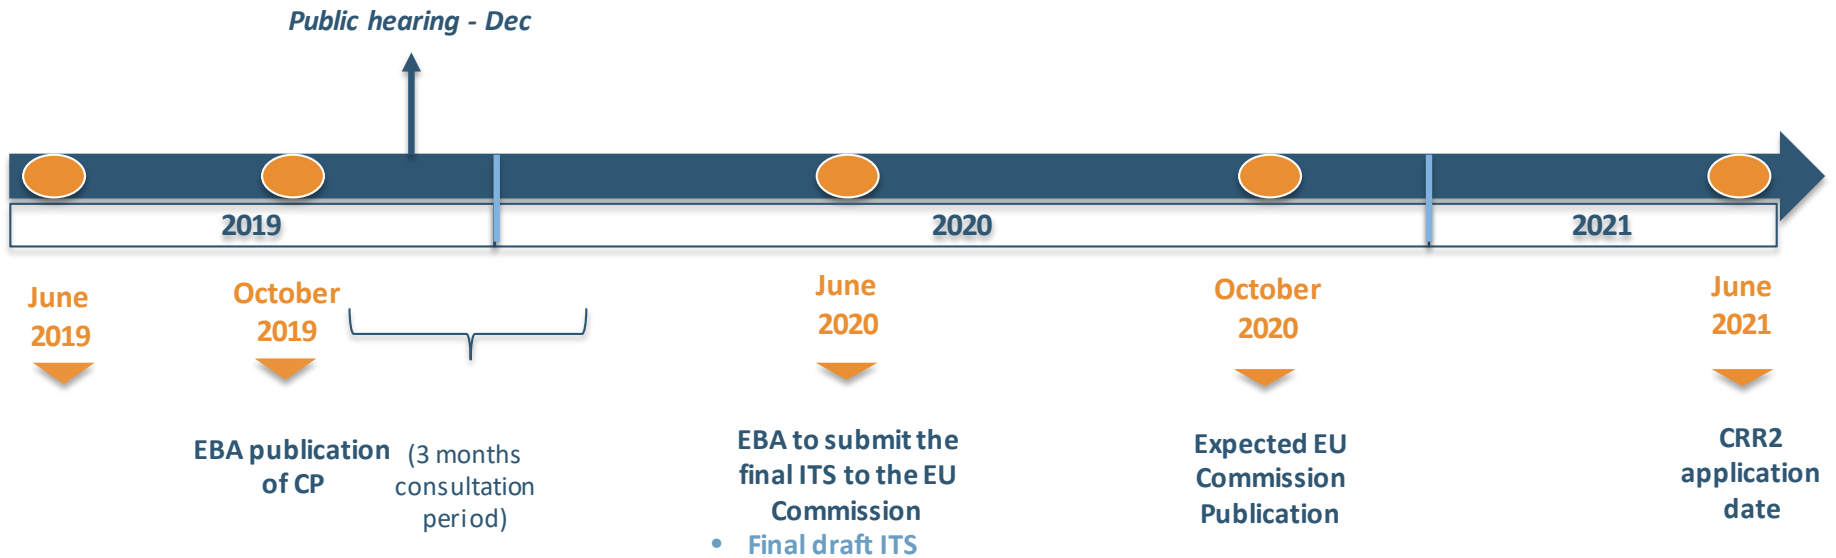 Public hearing - Dec
2019
2020
2021
June
2019
October
2019
June
2020
October
2020
June
2021
EBA publication
of CP
(3 months
consultation
period)
EBA to submit the
final ITS to the EU
Commission
• Final draft ITS
Expected EU
Commission
Publication
CRR2
application
date